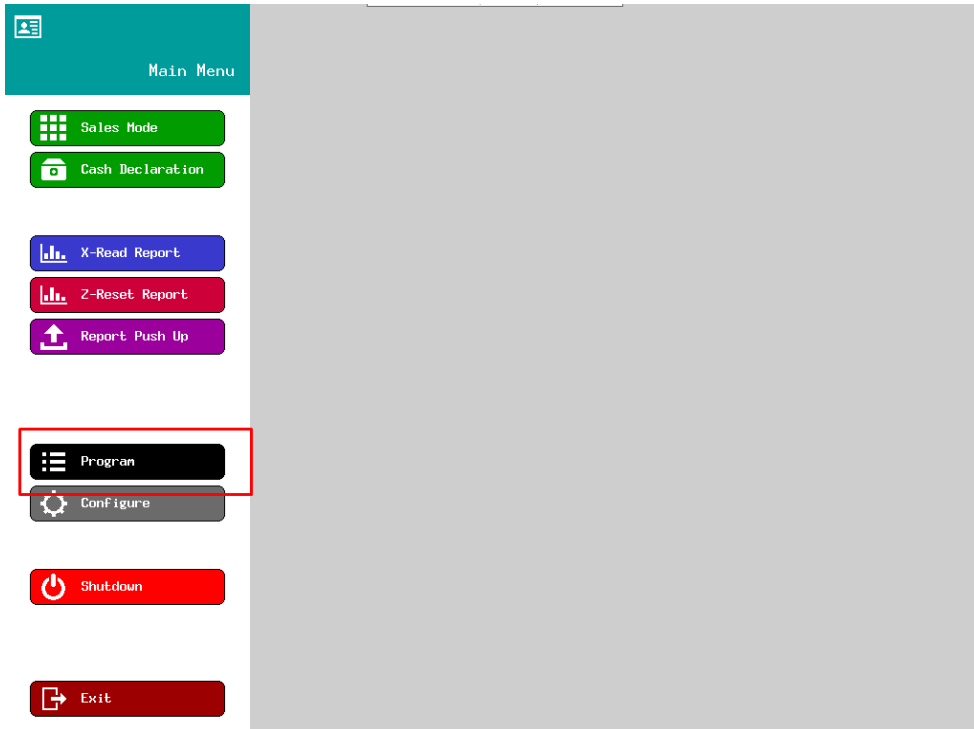 Main Menu
Sales Mode
Cash Declaration
X-Read Report
Z-Reset Report
Report Push Up
Program
Configure
Shutdown
Exit